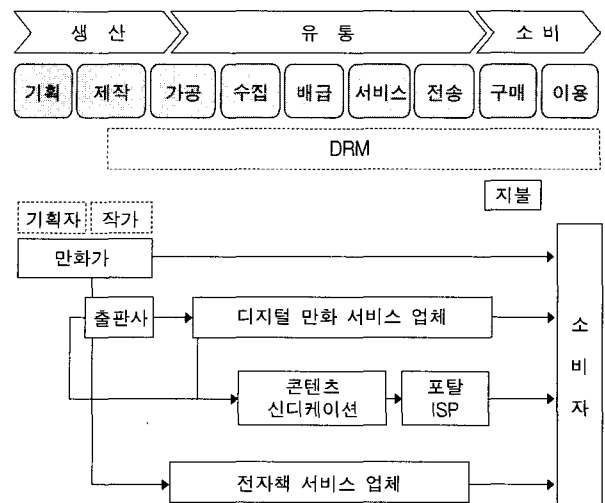 생 산 유 통 소 비
기획 제작 가공 수집 배급 서비스 전송 구매 이용
DRM
지불
기획자 작가
만화가
출판사 디지털 만화 서비스 업체
콘텐츠
신디케이션
포탈
ISP
전자책 서비스 업체
소
비
자